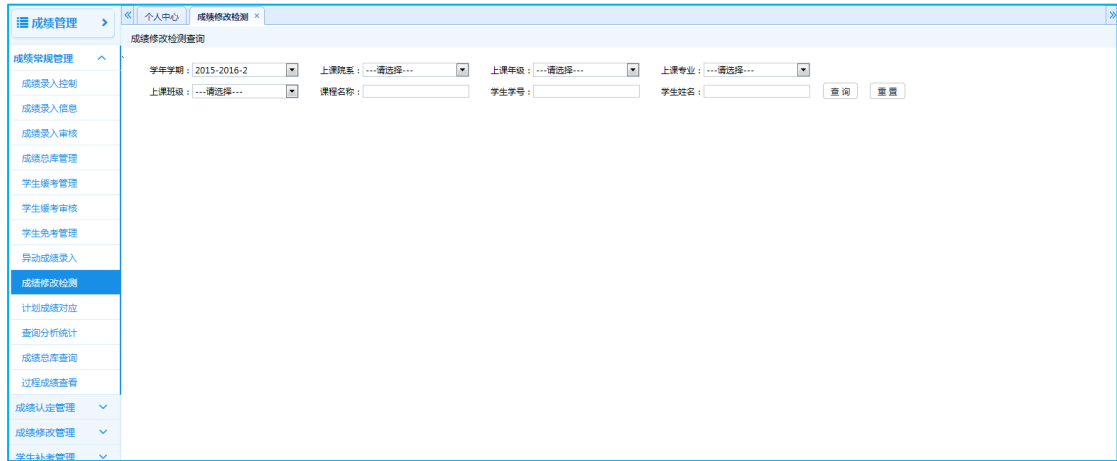 成绩管理
个人中心 成绩修改检测 ×
成绩修改检测查询
学年学期：2015-2016-2 上课院系：---请选择--- 上课年级：---请选择--- 上课专业：---请选择---
上课班级：---请选择--- 课程名称： 学生学号： 学生姓名： 查 询 重 置
成绩常规管理
成绩录入控制
成绩录入信息
成绩录入审核
成绩总库管理
学生缓考管理
学生缓考审核
学生免考管理
异动成绩录入
成绩修改检测
计划成绩对应
查询分析统计
成绩总库查询
过程成绩查看
成绩认定管理
成绩修改管理
学生补考管理